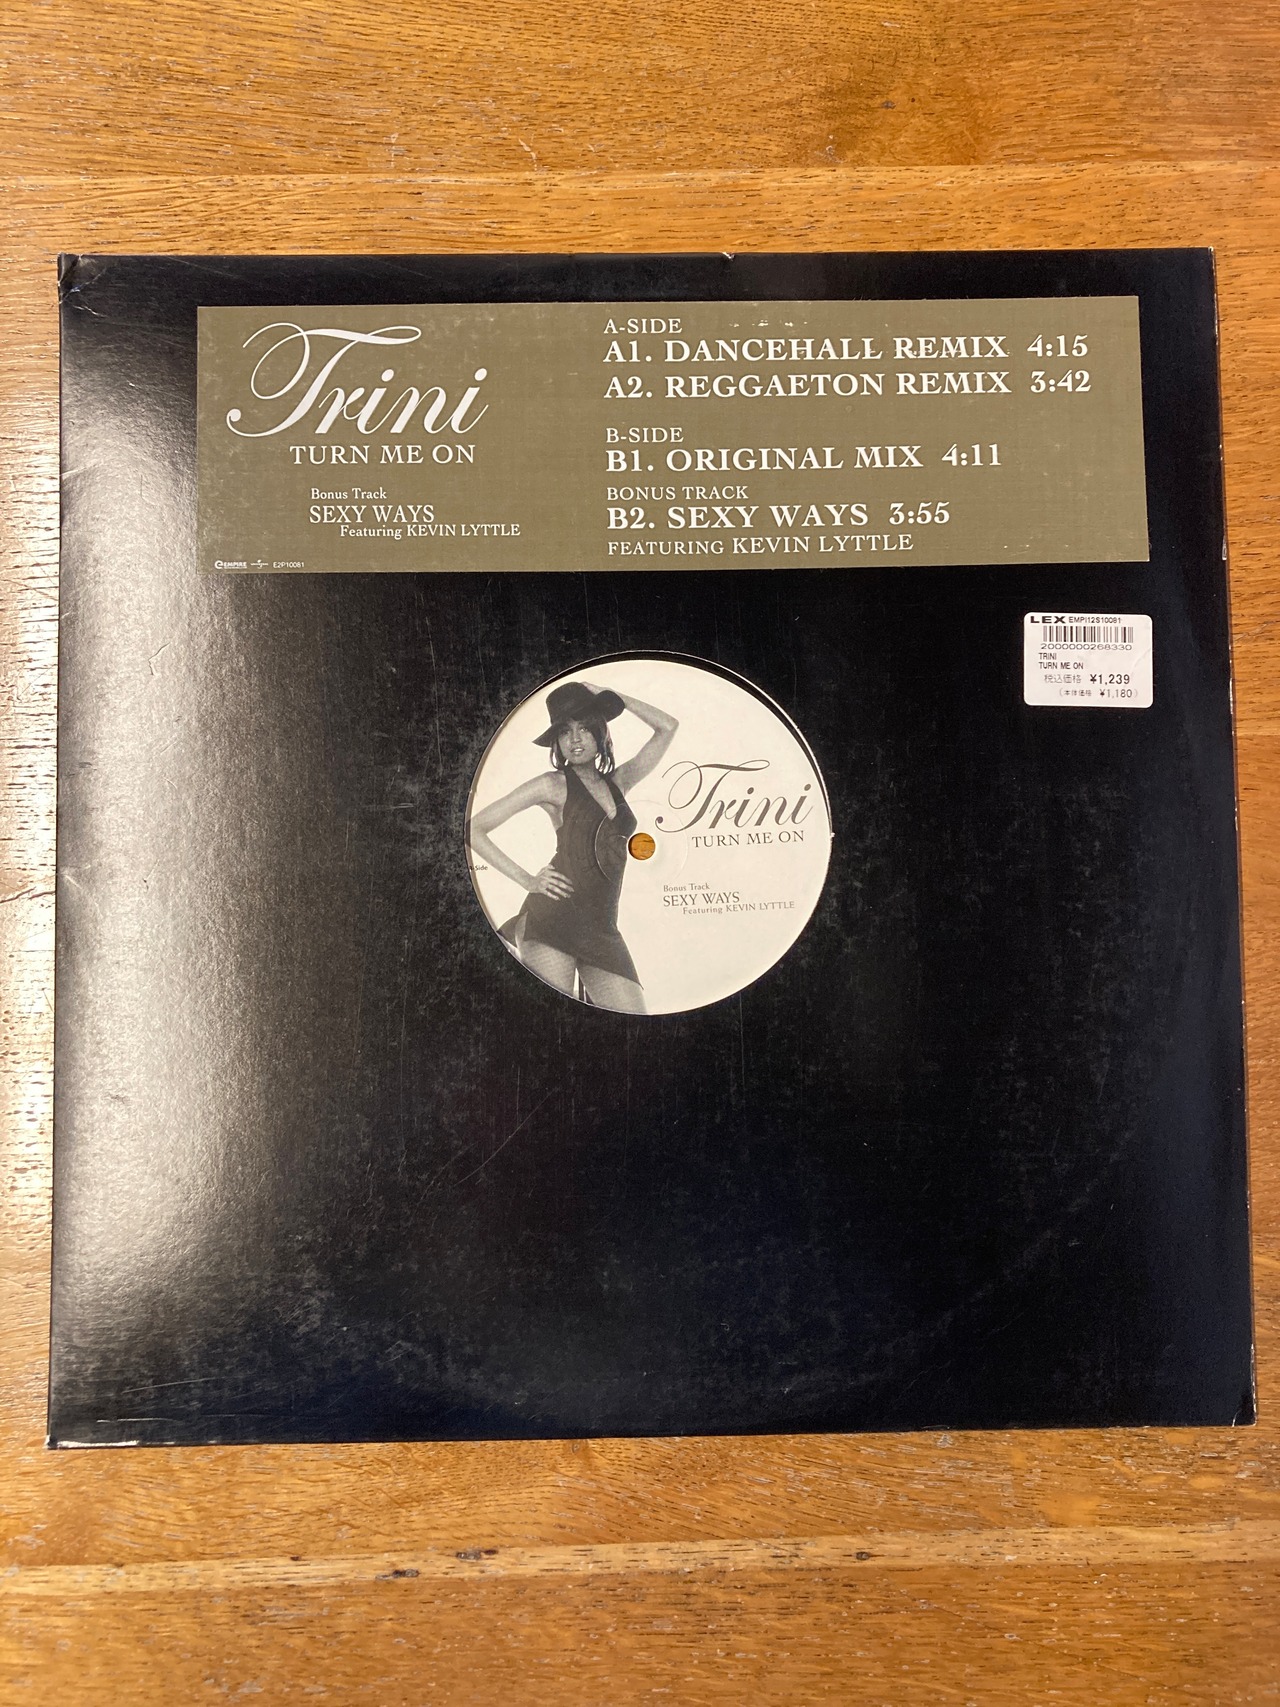 Trini
TURN ME ON
Bonus Track
SEXY WAYS
Featuring KEVIN LYTTLE
EMPIRE
E2P10081
A-SIDE
A1. DANCEHALL REMIX 4:15
A2. REGGAETON REMIX 3:42
B-SIDE
B1. ORIGINAL MIX 4:11
BONUS TRACK
B2. SEXY WAYS 3:55
FEATURING KEVIN LYTTLE
LEX EMPI12S10081
2000000268330
TRINI
TURN ME ON
税込価格 ¥1,239
(本体価格 ¥1,180)
Trini
TURN ME ON
A-Side
Bonus Track
SEXY WAYS
Featuring KEVIN LYTTLE